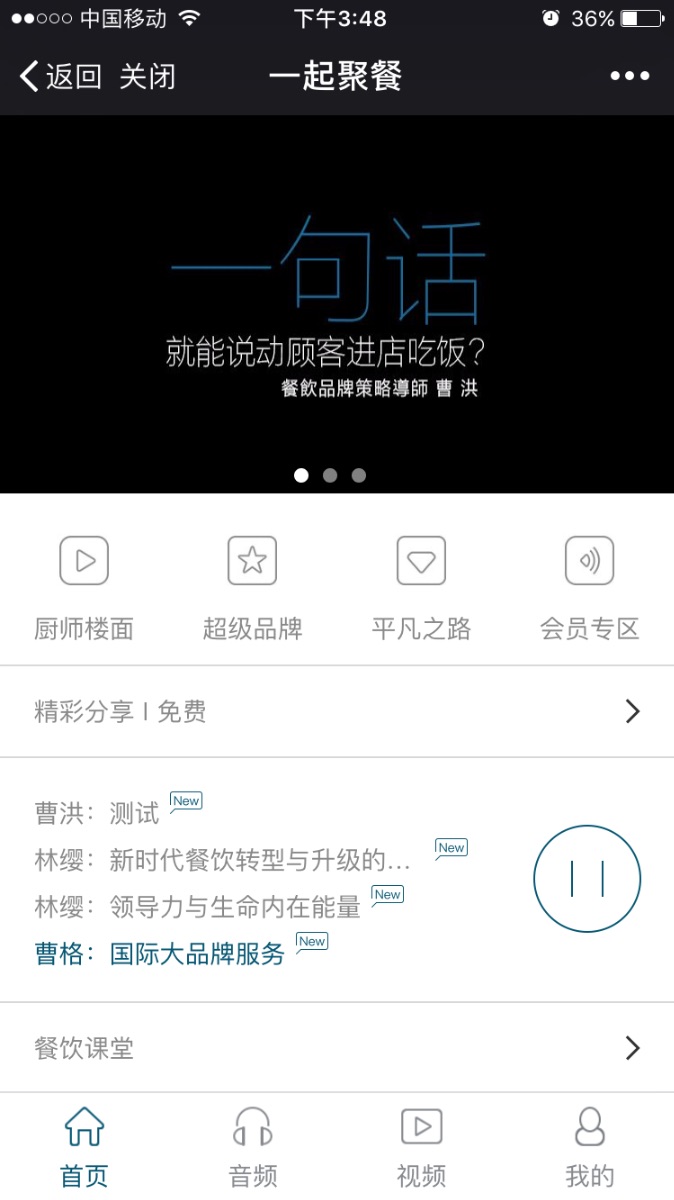 中国移动 下午3:48 36%
返回 关闭 一起聚餐
一句话
就能说动顾客进店吃饭?
餐飲品牌策略導師 曹 洪
厨师楼面 超级品牌 平凡之路 会员专区
精彩分享 I 免费
曹洪：测试 New
林缨：新时代餐饮转型与升级的... New
林缨：领导力与生命内在能量 New
曹格：国际大品牌服务 New
餐饮课堂
首页 音频 视频 我的